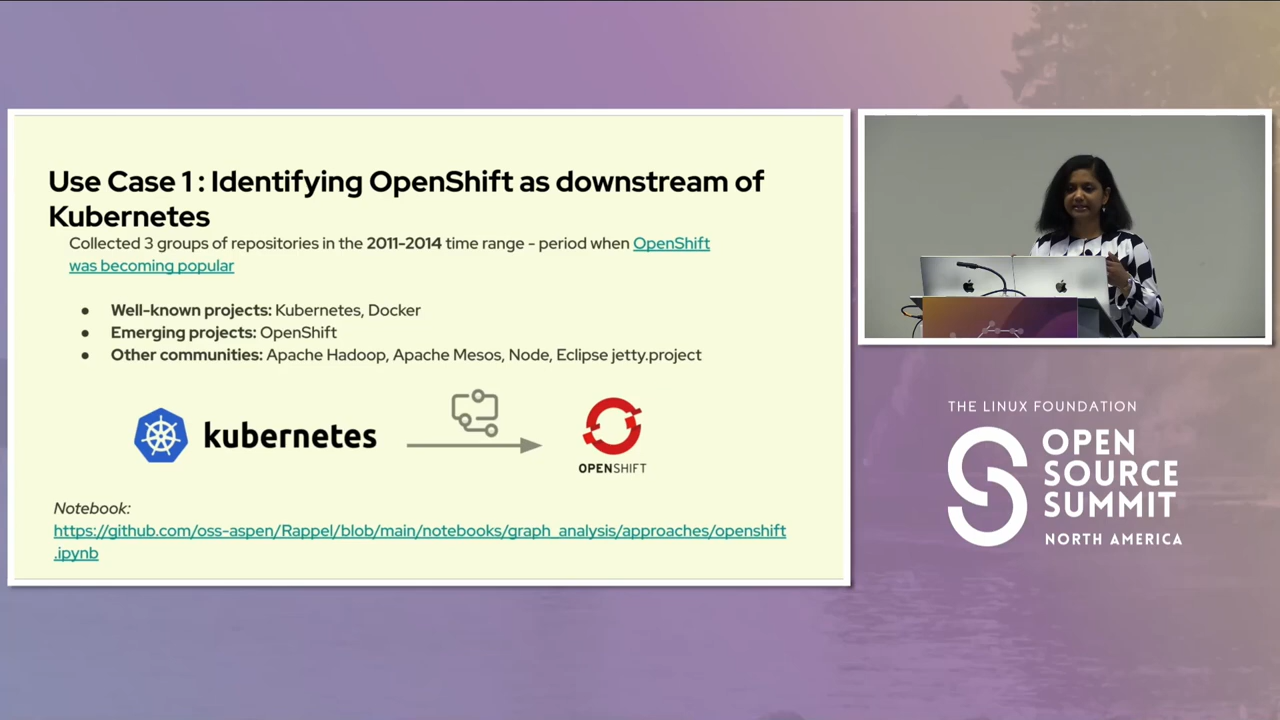 Use Case 1 : Identifying OpenShift as downstream of
Kubernetes
Collected 3 groups of repositories in the 2011-2014 time range - period when OpenShift
was becoming popular
● Well-known projects: Kubernetes, Docker
● Emerging projects: OpenShift
● Other communities: Apache Hadoop, Apache Mesos, Node, Eclipse jetty.project
kubernetes
OPENSHIFT
Notebook:
https://github.com/oss-aspen/Rappel/blob/main/notebooks/graph_analysis/approaches/openshift
.ipynb
THE LINUX FOUNDATION
OPEN
SOURCE
SUMMIT
NORTH AMERICA